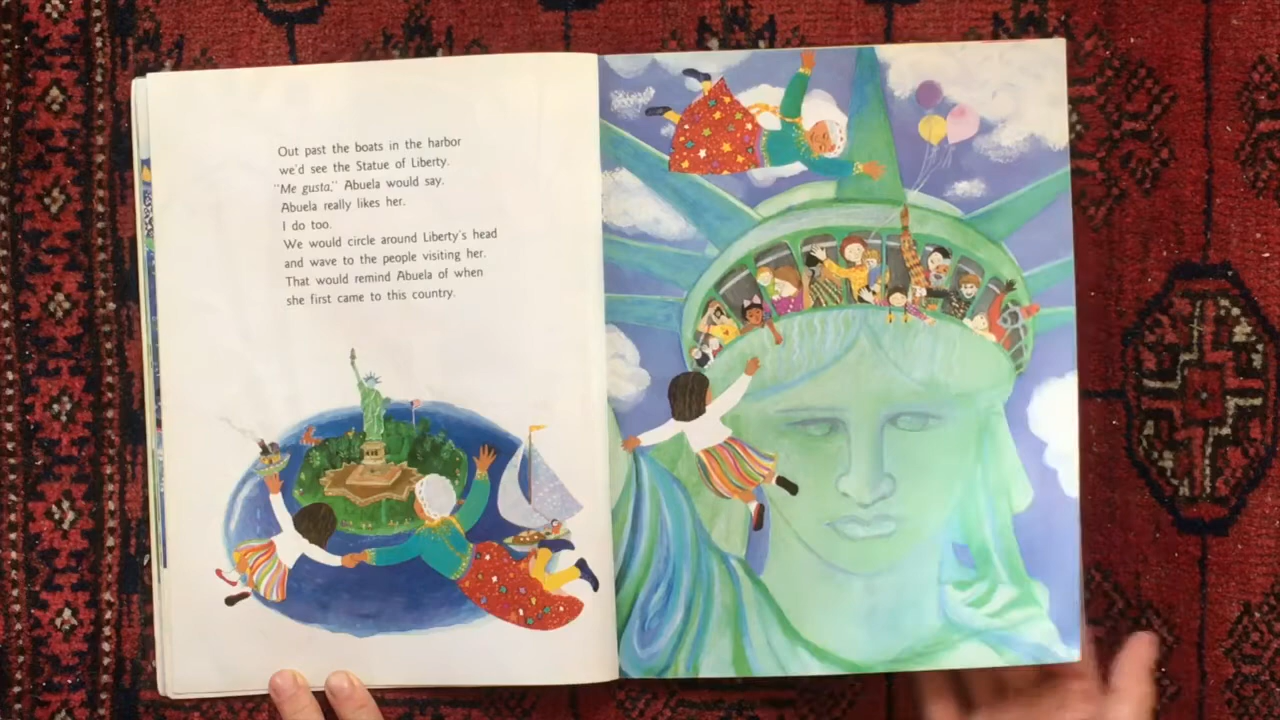 Out past the boats in the harbor
we'd see the Statue of Liberty.
"Me gusta," Abuela would say.
Abuela really likes her.
I do too.
We would circle around Liberty's head
and wave to the people visiting her.
That would remind Abuela of when
she first came to this country.